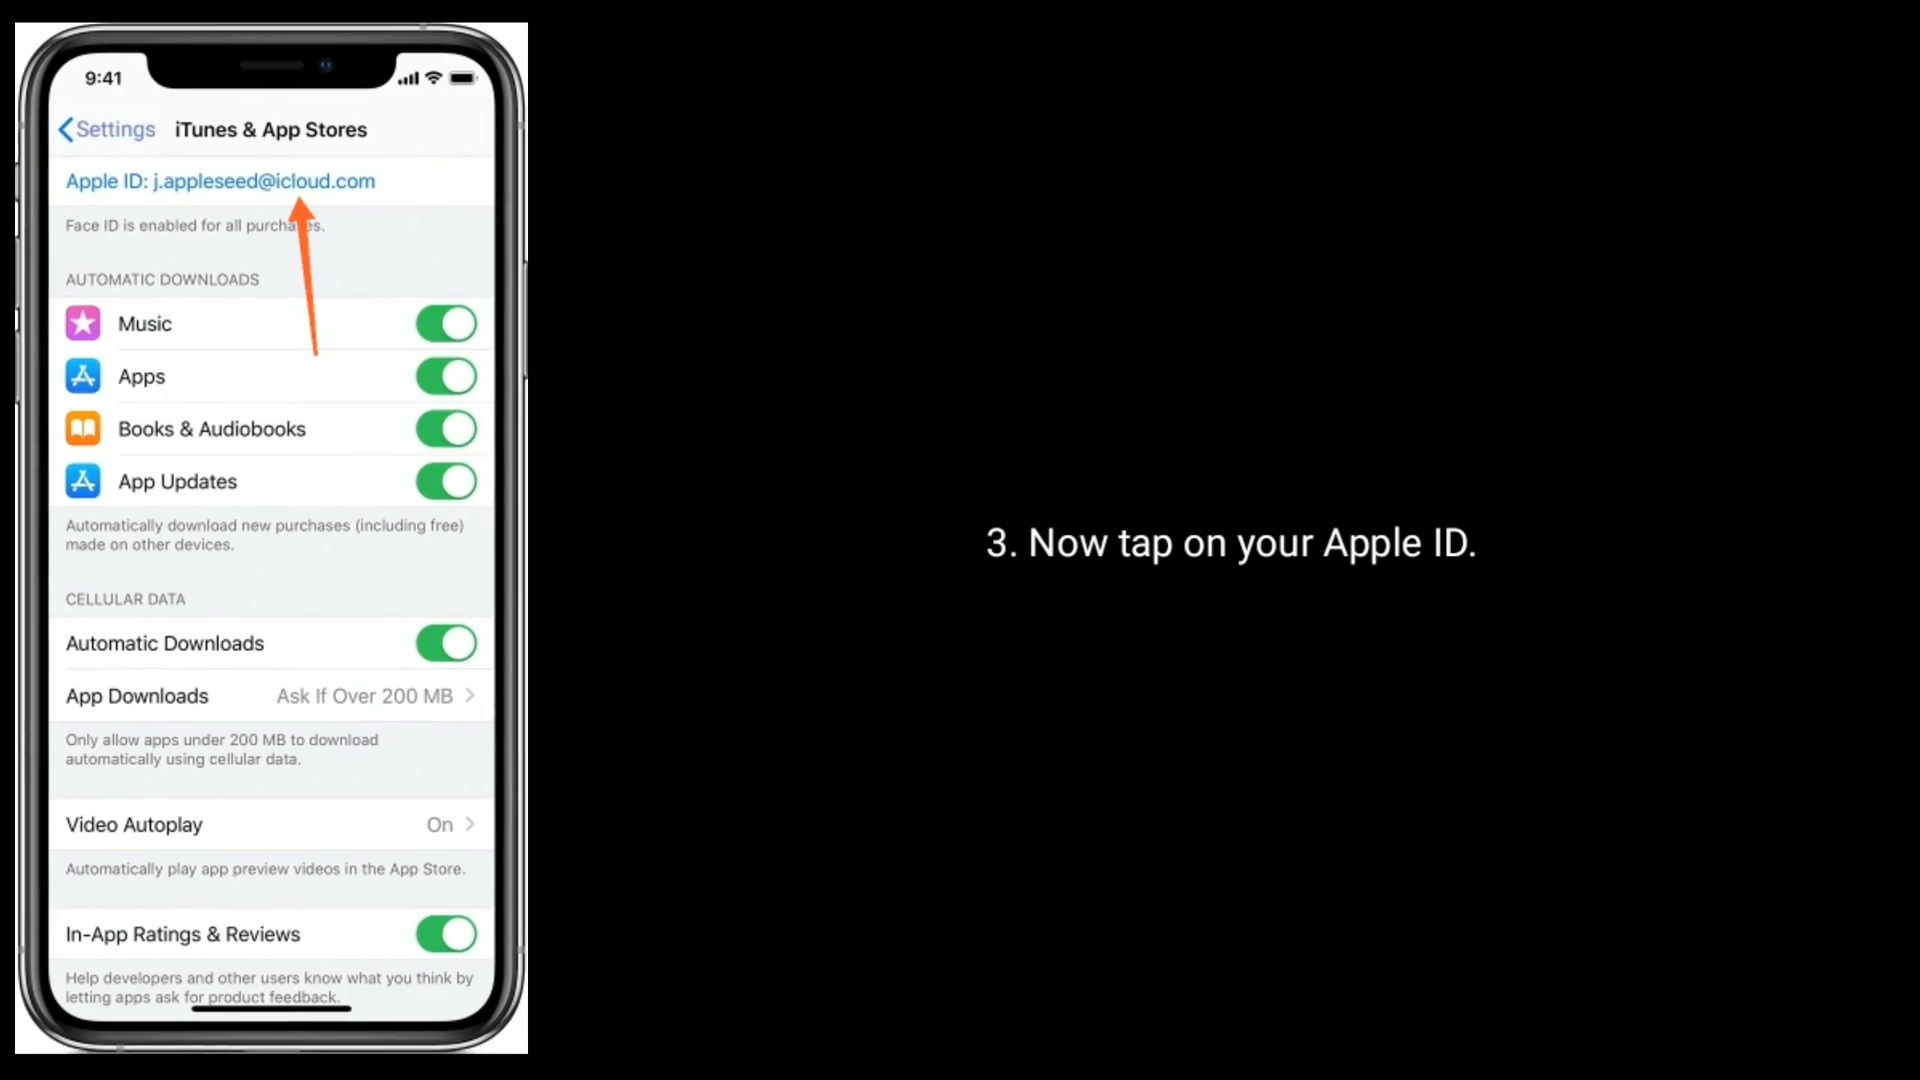 9:41
Settings
iTunes & App Stores
Apple ID: j.appleseed@icloud.com
Face ID is enabled for all purchases.
AUTOMATIC DOWNLOADS
Music
Apps
Books & Audiobooks
App Updates
Automatically download new purchases (including free)
made on other devices.
CELLULAR DATA
Automatic Downloads
App Downloads Ask If Over 200 MB
Only allow apps under 200 MB to download
automatically using cellular data.
Video Autoplay On
Automatically play app preview videos in the App Store.
In-App Ratings & Reviews
Help developers and other users know what you think by
letting apps ask for product feedback.
3. Now tap on your Apple ID.